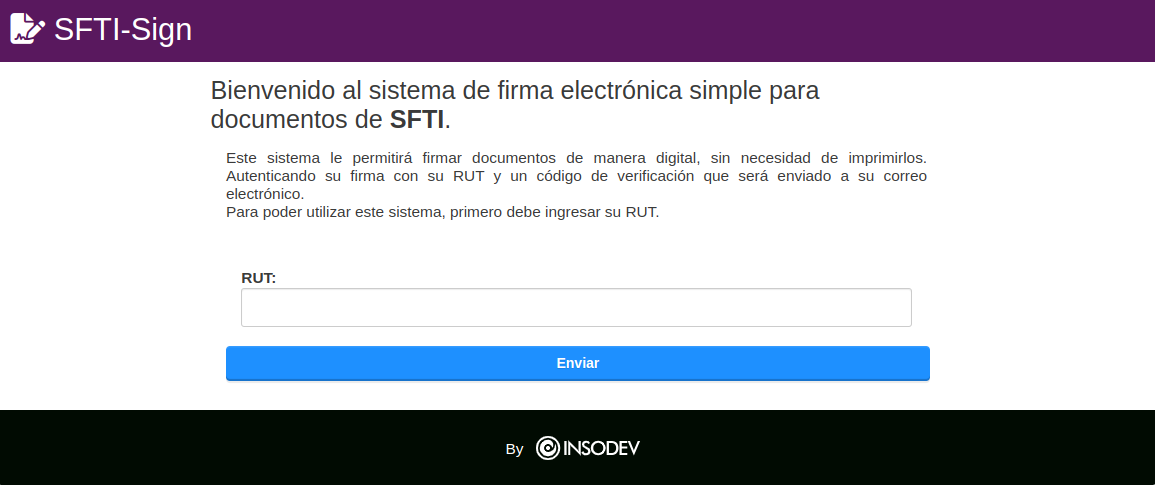 SFTI-Sign
Bienvenido al sistema de firma electrónica simple para
documentos de SFTI.
Este sistema le permitirá firmar documentos de manera digital, sin necesidad de imprimirlos.
Autenticando su firma con su RUT y un código de verificación que será enviado a su correo
electrónico.
Para poder utilizar este sistema, primero debe ingresar su RUT.
RUT:
Enviar
By INSODEV